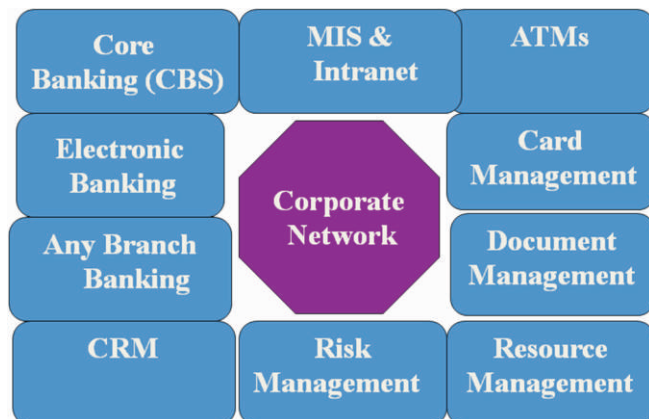 Core
Banking (CBS)
MIS &
Intranet
ATMs
Electronic
Banking
Corporate
Network
Card
Management
Any Branch
Banking
Document
Management
CRM
Risk
Management
Resource
Management